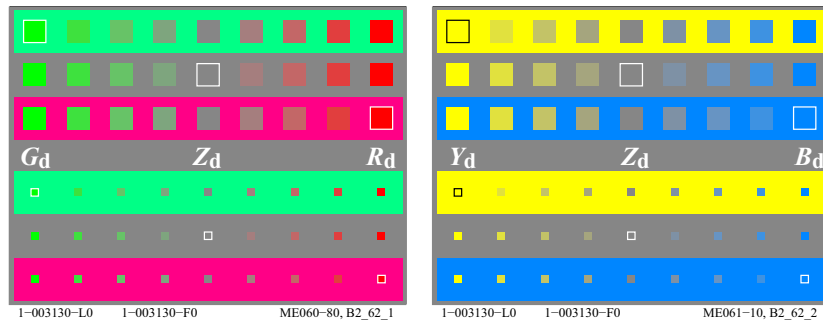 Gd Zd Rd
1-003130-L0 1-003130-F0 ME060-80, B2_62_1
Yd Zd Bd
1-003130-L0 1-003130-F0 ME061-10, B2_62_2